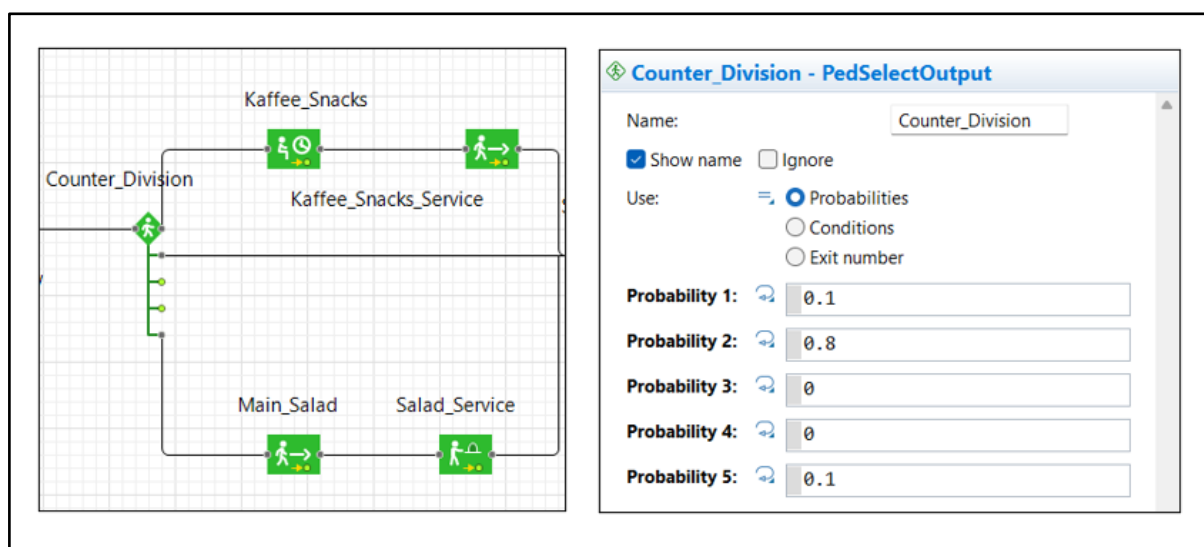 Kaffee_Snacks
Counter_Division
Kaffee_Snacks_Service
Main_Salad
Salad_Service
Counter_Division - PedSelectOutput
Name:
Counter_Division
Show name
Ignore
Use:
Probabilities
Conditions
Exit number
Probability 1:
0.1
Probability 2:
0.8
Probability 3:
0
Probability 4:
0
Probability 5:
0.1